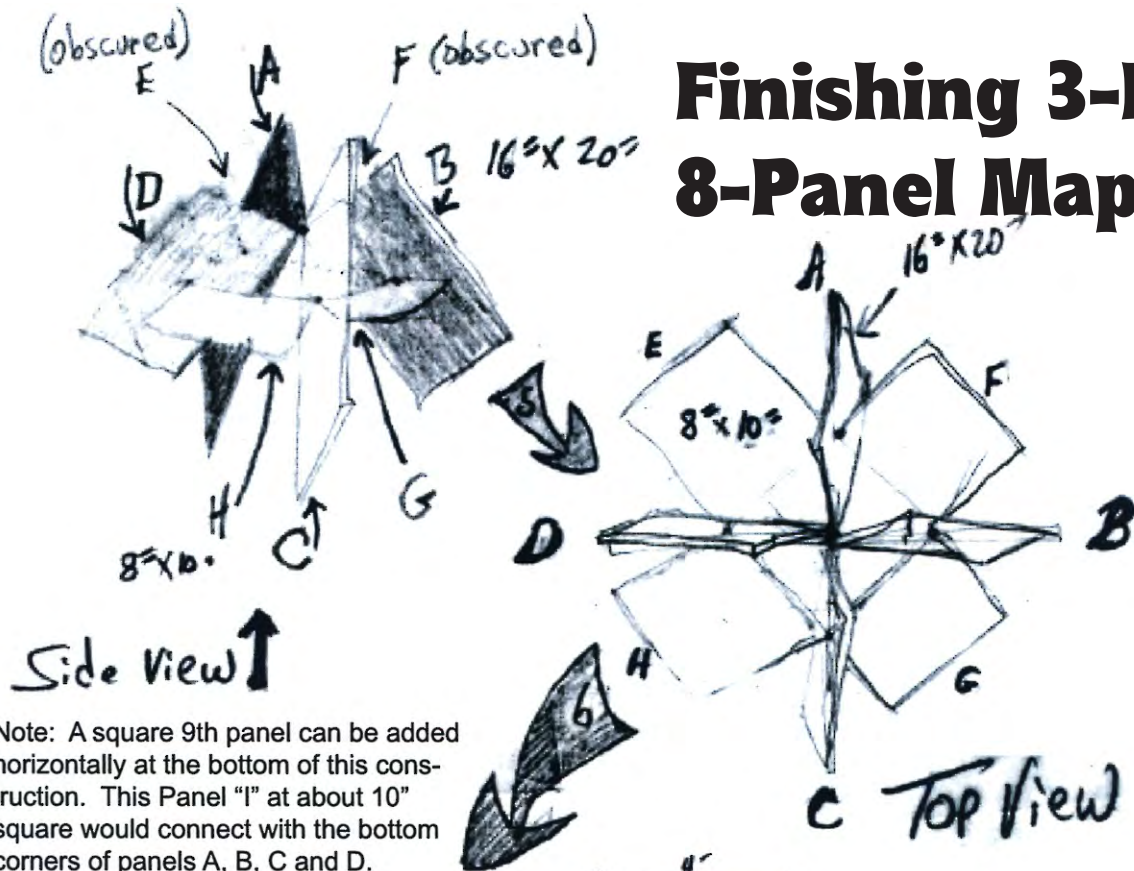 (obscured)
E
A
F (obscured)
Finishing 3-
8-Panel Map
D
B 16"X 20"
16"X20"
A
E
F
8"x 10"
5
D
B
H
G
C
8"X10"
Side View
6
H
G
C
Top View
Note: A square 9th panel can be added
horizontally at the bottom of this cons-
ruction. This Panel "I" at about 10"
square would connect with the bottom
corners of panels A, B, C and D.